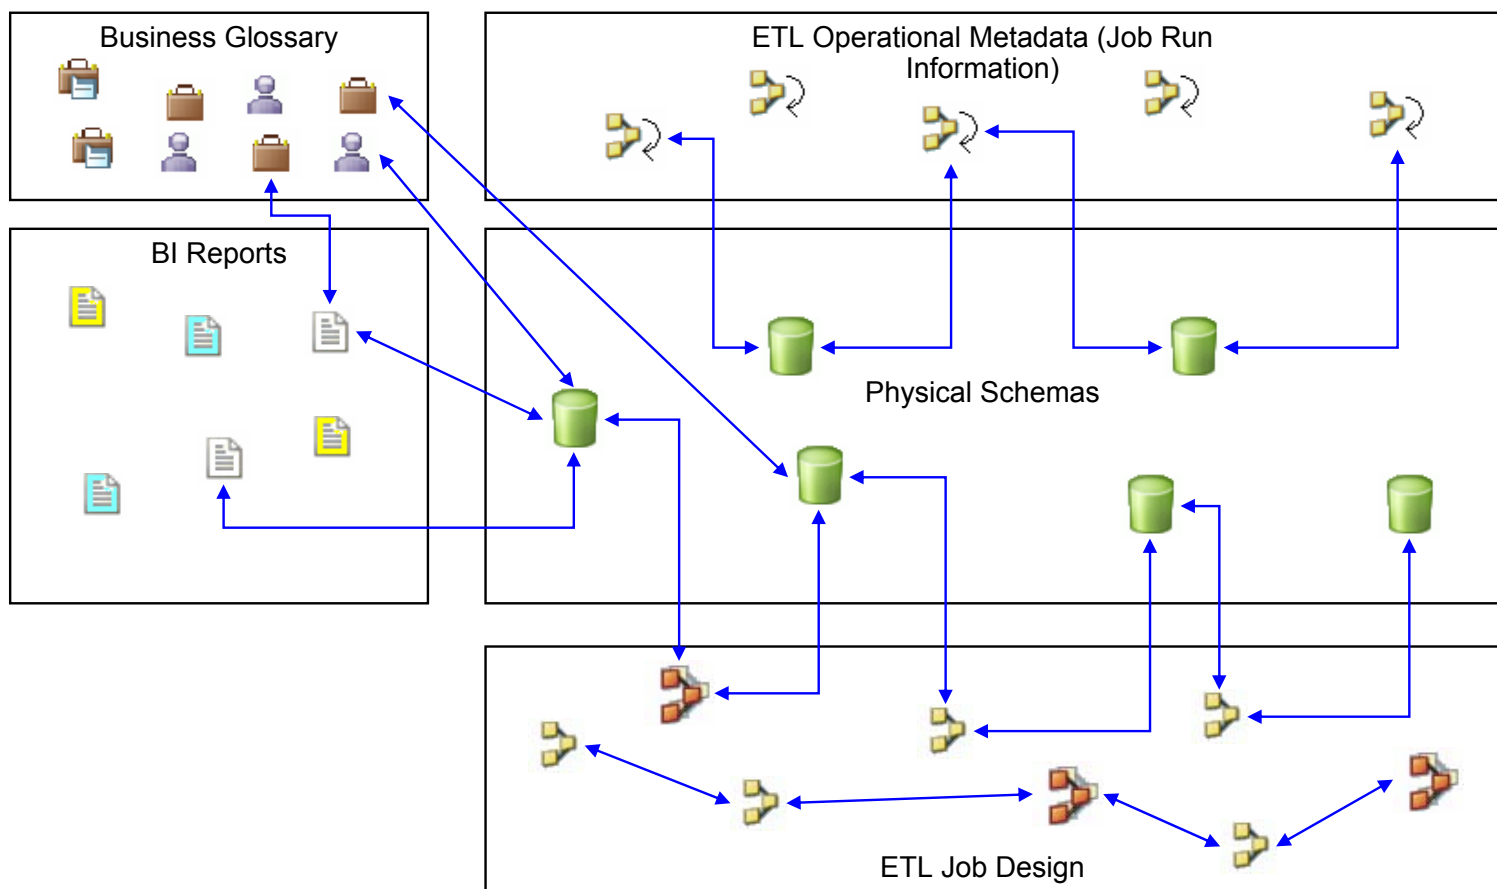 Business Glossary
ETL Operational Metadata (Job Run
Information)
BI Reports
Physical Schemas
ETL Job Design